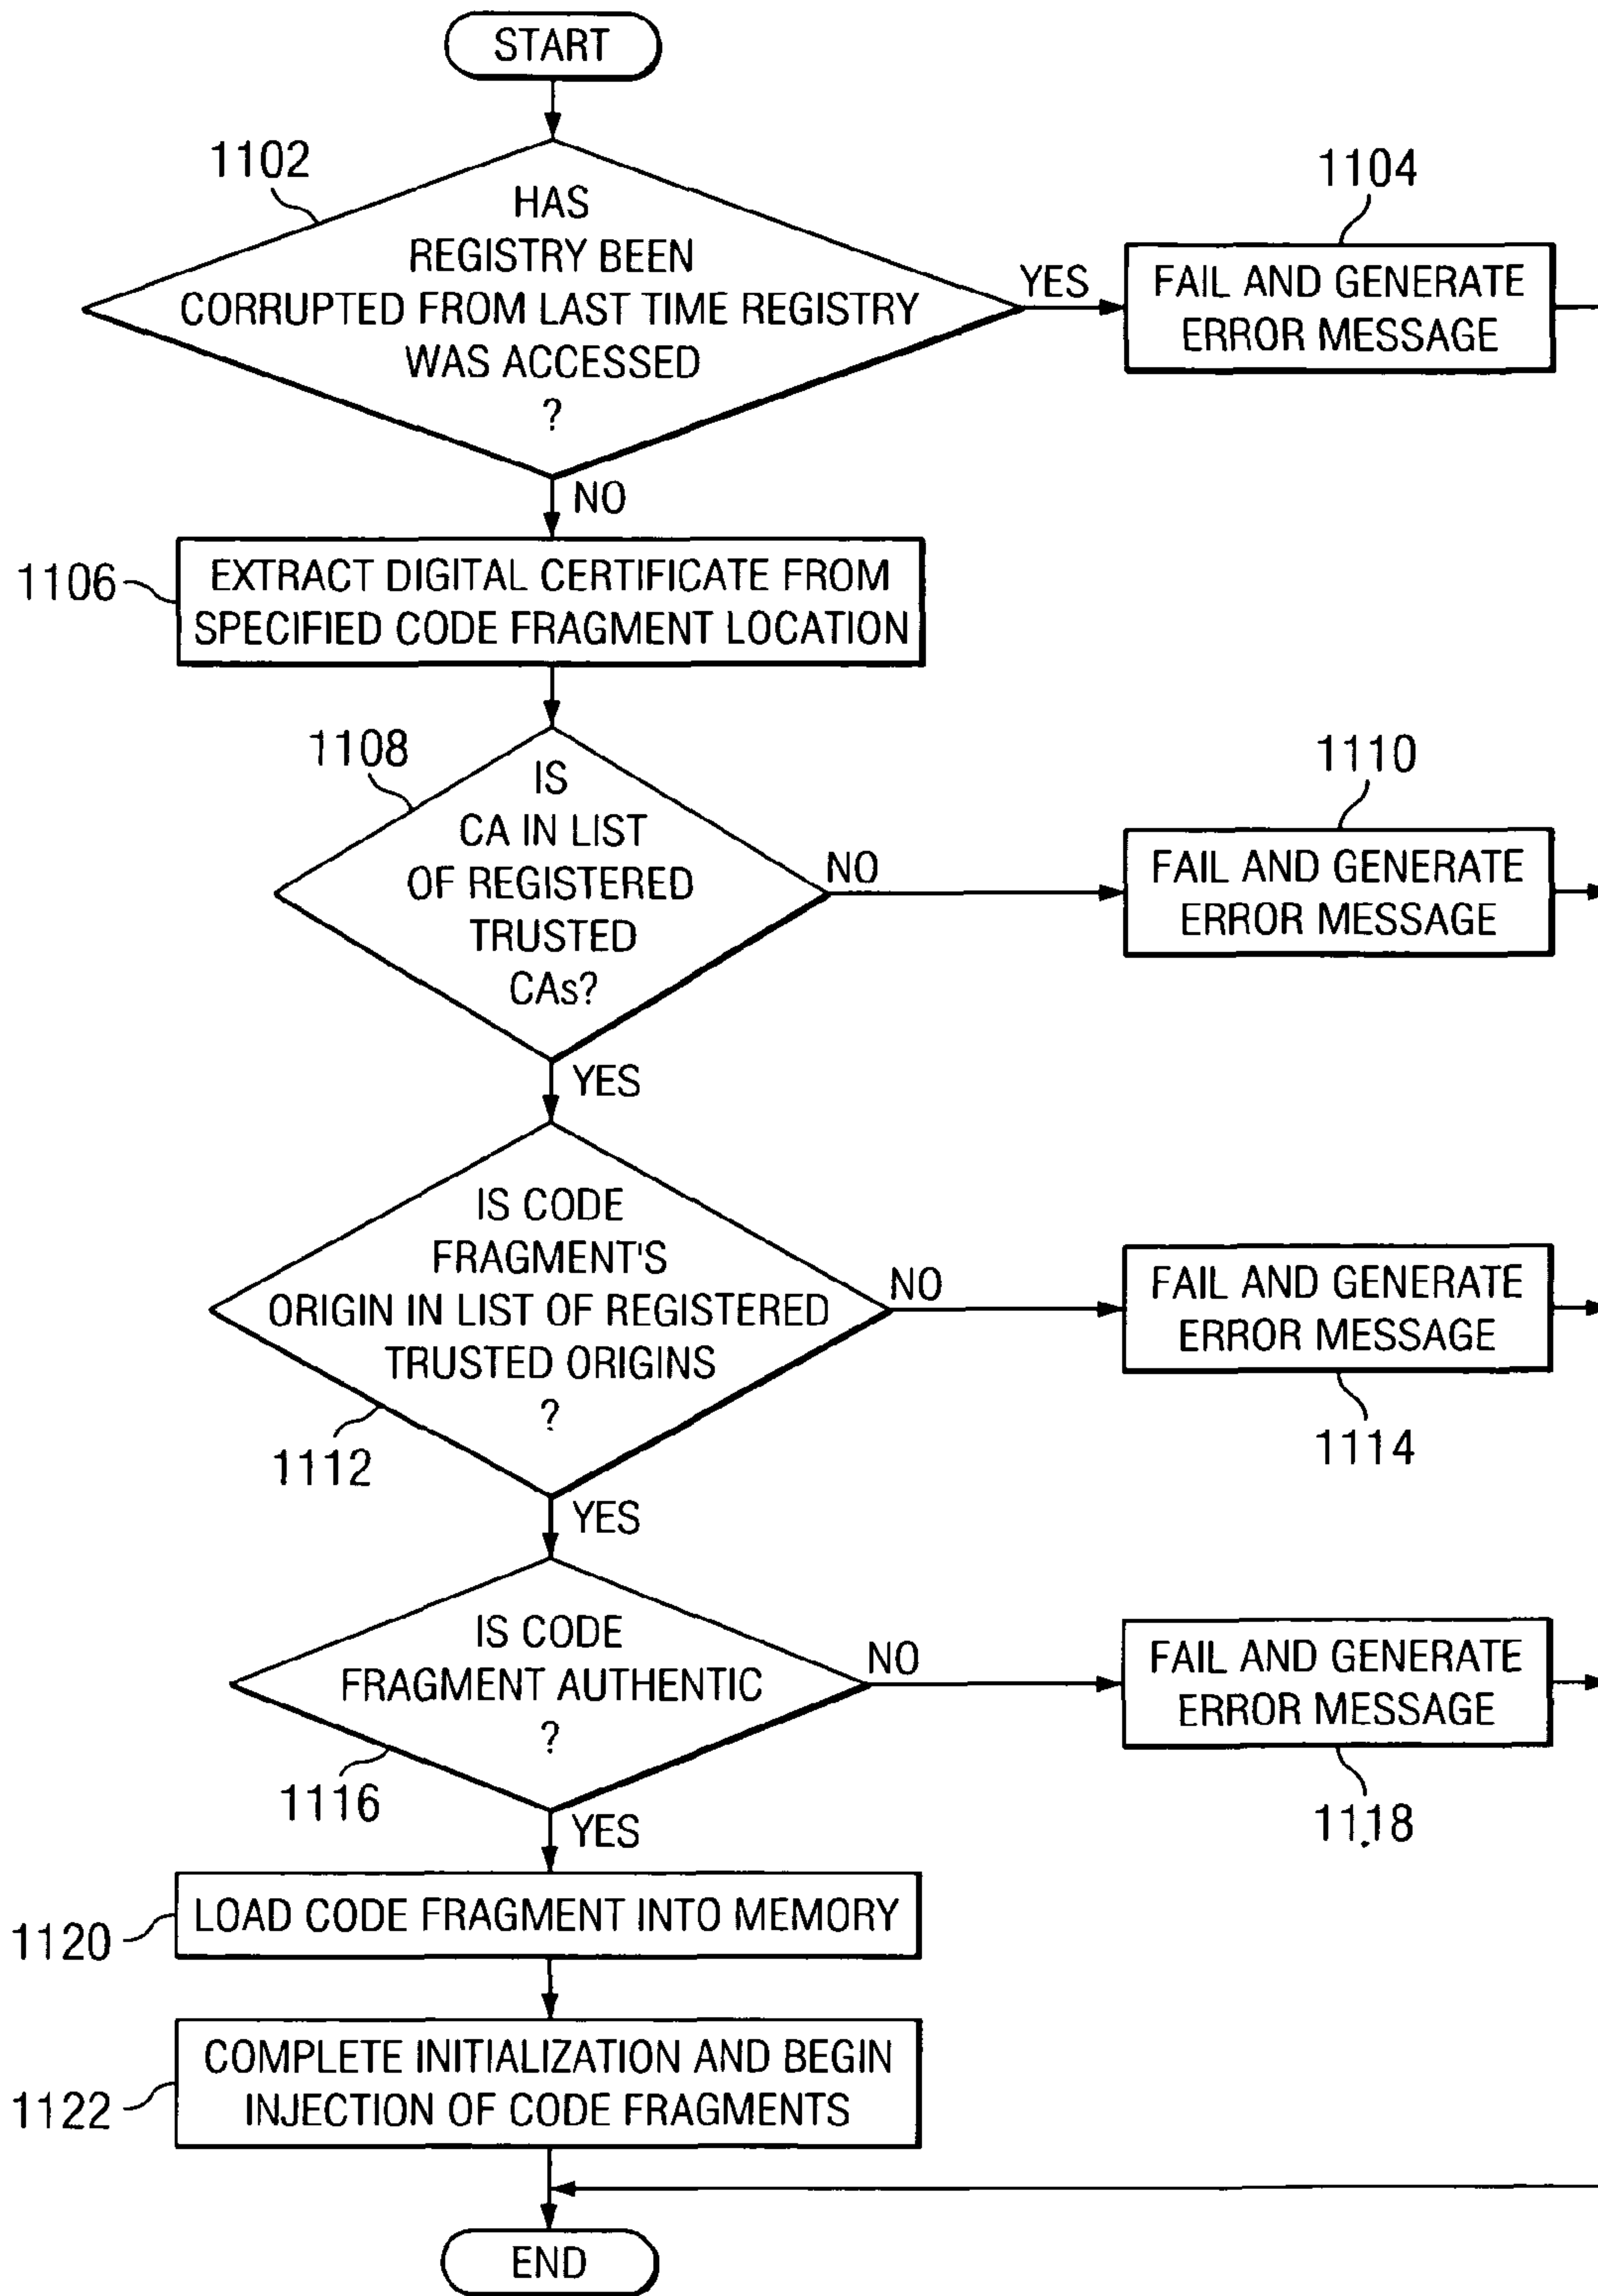 START
1102
HAS
REGISTRY BEEN
CORRUPTED FROM LAST TIME REGISTRY
WAS ACCESSED
?
YES
1104
FAIL AND GENERATE
ERROR MESSAGE
NO
1106
EXTRACT DIGITAL CERTIFICATE FROM
SPECIFIED CODE FRAGMENT LOCATION
1108
IS
CA IN LIST
OF REGISTERED
TRUSTED
CAs?
NO
1110
FAIL AND GENERATE
ERROR MESSAGE
YES
IS CODE
FRAGMENT'S
ORIGIN IN LIST OF REGISTERED
TRUSTED ORIGINS
?
1112
NO
FAIL AND GENERATE
ERROR MESSAGE
1114
YES
IS CODE
FRAGMENT AUTHENTIC
?
1116
NO
FAIL AND GENERATE
ERROR MESSAGE
1118
YES
1120
LOAD CODE FRAGMENT INTO MEMORY
1122
COMPLETE INITIALIZATION AND BEGIN
INJECTION OF CODE FRAGMENTS
END